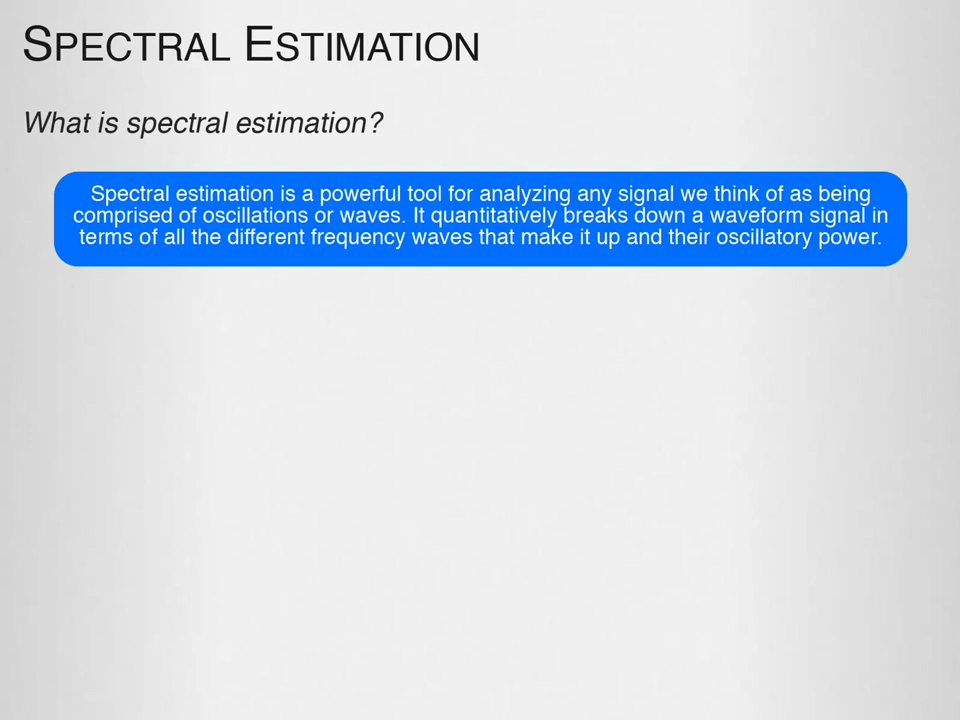 Spectral Estimation
What is spectral estimation?
Spectral estimation is a powerful tool for analyzing any signal we think of as being
comprised of oscillations or waves. It quantitatively breaks down a waveform signal in
terms of all the different frequency waves that make it up and their oscillatory power.